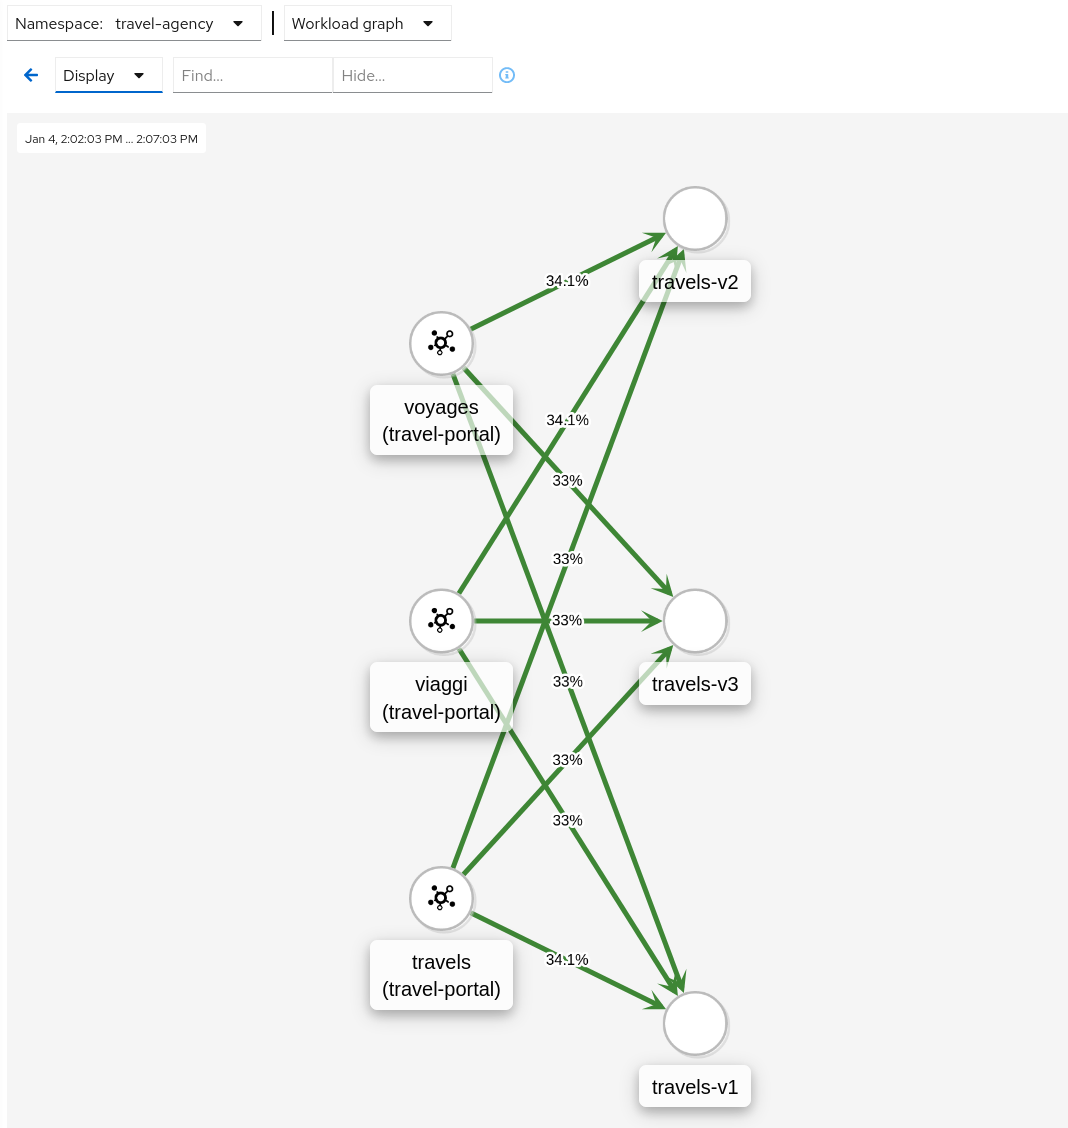 Namespace: travel-agency
Workload graph
Display
Find...
Hide...
Jan 4, 2:02:03 PM ... 2:07:03 PM
34.1%
travels-v2
voyages
(travel-portal)
34.1%
33%
33%
33%
travels-v3
viaggi
(travel-portal)
33%
33%
33%
34.1%
travels
(travel-portal)
travels-v1